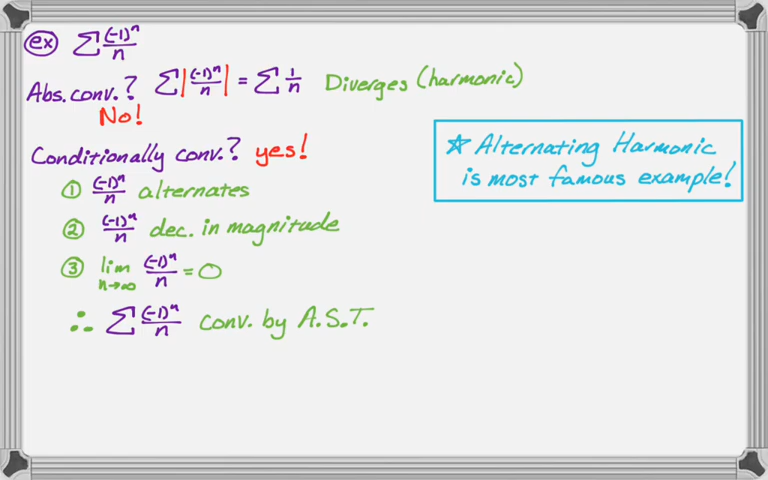 ex Σ (-1)^n/n
Abs. conv.? Σ|(-1)^n/n| = Σ 1/n Diverges (harmonic)
No!
Conditionally conv.? yes!
① (-1)^n/n alternates
② (-1)^n/n dec. in magnitude
③ lim n→∞ (-1)^n/n = 0
∴ Σ (-1)^n/n conv. by A.S.T.
☆ Alternating Harmonic
is most famous example!